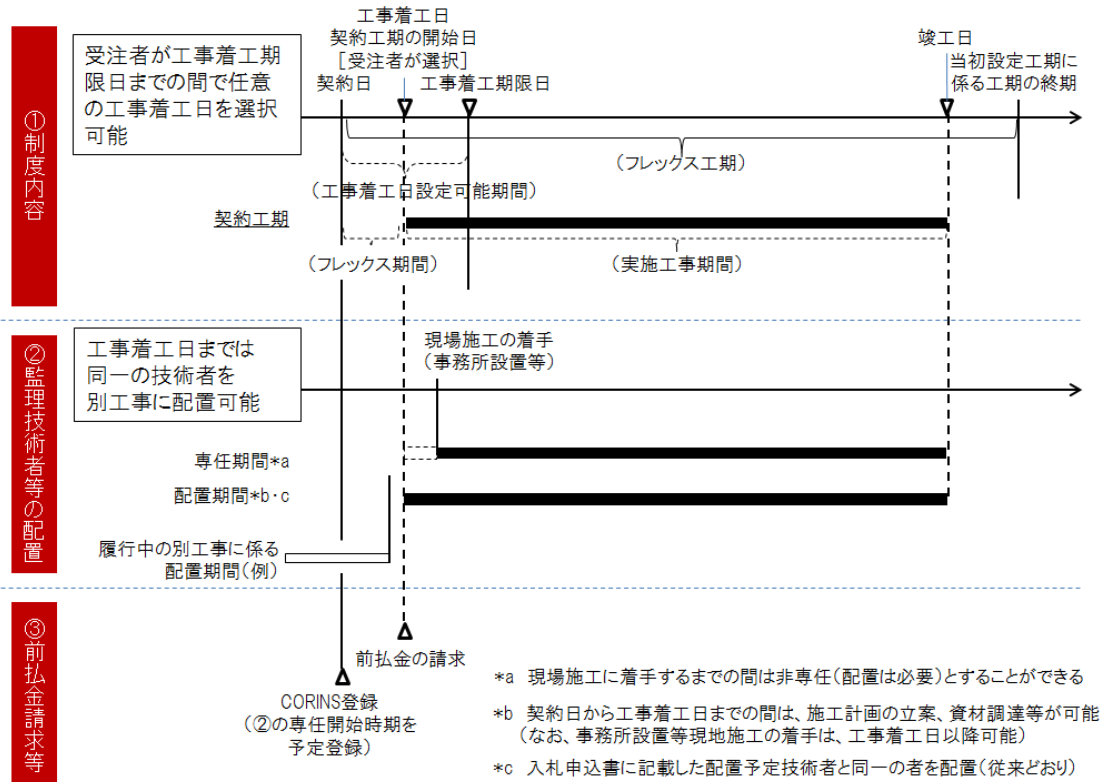 ①制度内容
受注者が工事着工期
限日までの間で任意
の工事着工日を選択
可能
工事着工日
契約工期の開始日
[受注者が選択]
契約日
工事着工期限日
竣工日
当初設定工期に
係る工期の終期
(フレックス工期)
(工事着工日設定可能期間)
契約工期
(フレックス期間)
(実施工事期間)
②監理技術者等の配置
工事着工日までは
同一の技術者を
別工事に配置可能
現場施工の着手
(事務所設置等)
専任期間*a
配置期間*b・c
履行中の別工事に係る
配置期間(例)
③前払金請求等
前払金の請求
CORINS登録
(②の専任開始時期を
予定登録)
*a 現場施工に着手するまでの間は非専任(配置は必要)とすることができる
*b 契約日から工事着工日までの間は、施工計画の立案、資材調達等が可能
(なお、事務所設置等現地施工の着手は、工事着工日以降可能)
*c 入札申込書に記載した配置予定技術者と同一の者を配置(従来どおり)